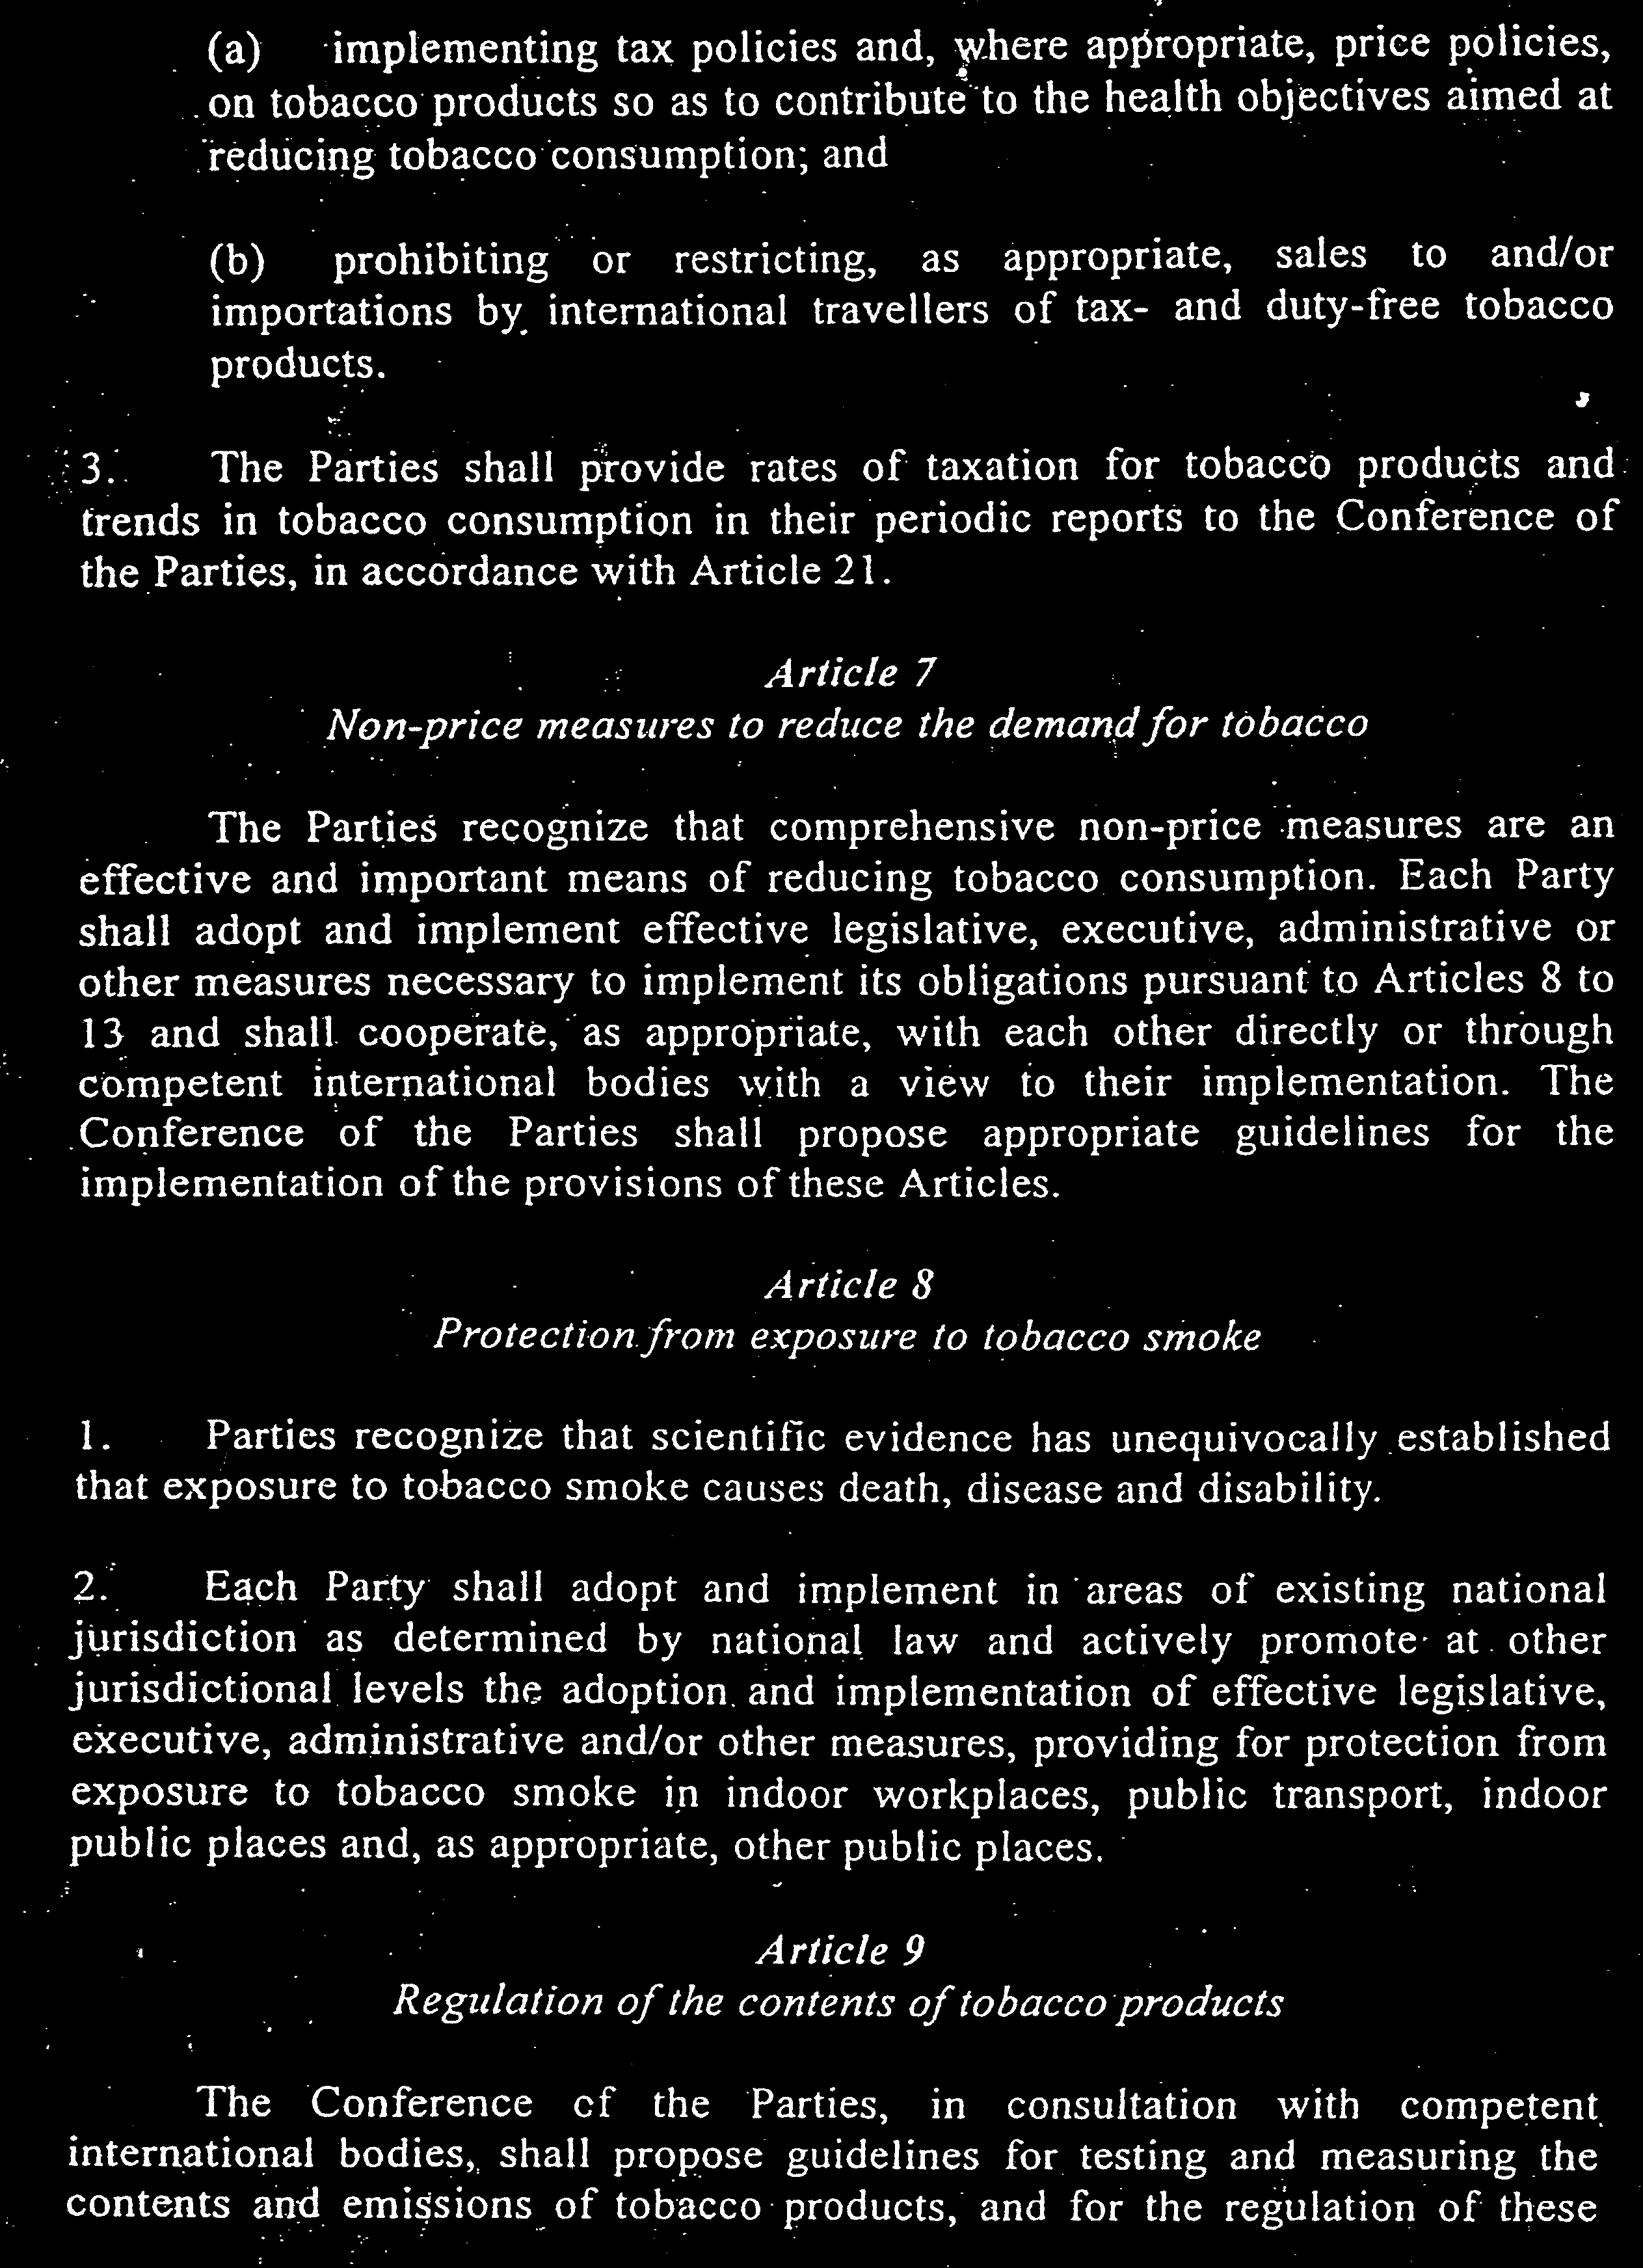 (a) implementing tax policies and, where appropriate, price policies,
on tobacco products so as to contribute to the health objectives aimed at
reducing tobacco consumption; and
(b) prohibiting or restricting, as appropriate, sales to and/or
importations by international travellers of tax- and duty-free tobacco
products.
3. The Parties shall provide rates of taxation for tobacco products and
trends in tobacco consumption in their periodic reports to the Conference of
the Parties, in accordance with Article 21.
Article 7
Non-price measures to reduce the demand for tobacco
The Parties recognize that comprehensive non-price measures are an
effective and important means of reducing tobacco consumption. Each Party
shall adopt and implement effective legislative, executive, administrative or
other measures necessary to implement its obligations pursuant to Articles 8 to
13 and shall cooperate, as appropriate, with each other directly or through
competent international bodies with a view to their implementation. The
Conference of the Parties shall propose appropriate guidelines for the
implementation of the provisions of these Articles.
Article 8
Protection from exposure to tobacco smoke
1. Parties recognize that scientific evidence has unequivocally established
that exposure to tobacco smoke causes death, disease and disability.
2. Each Party shall adopt and implement in areas of existing national
jurisdiction as determined by national law and actively promote at other
jurisdictional levels the adoption and implementation of effective legislative,
executive, administrative and/or other measures, providing for protection from
exposure to tobacco smoke in indoor workplaces, public transport, indoor
public places and, as appropriate, other public places.
Article 9
Regulation of the contents of tobacco products
The Conference of the Parties, in consultation with competent
international bodies, shall propose guidelines for testing and measuring the
contents and emissions of tobacco products, and for the regulation of these